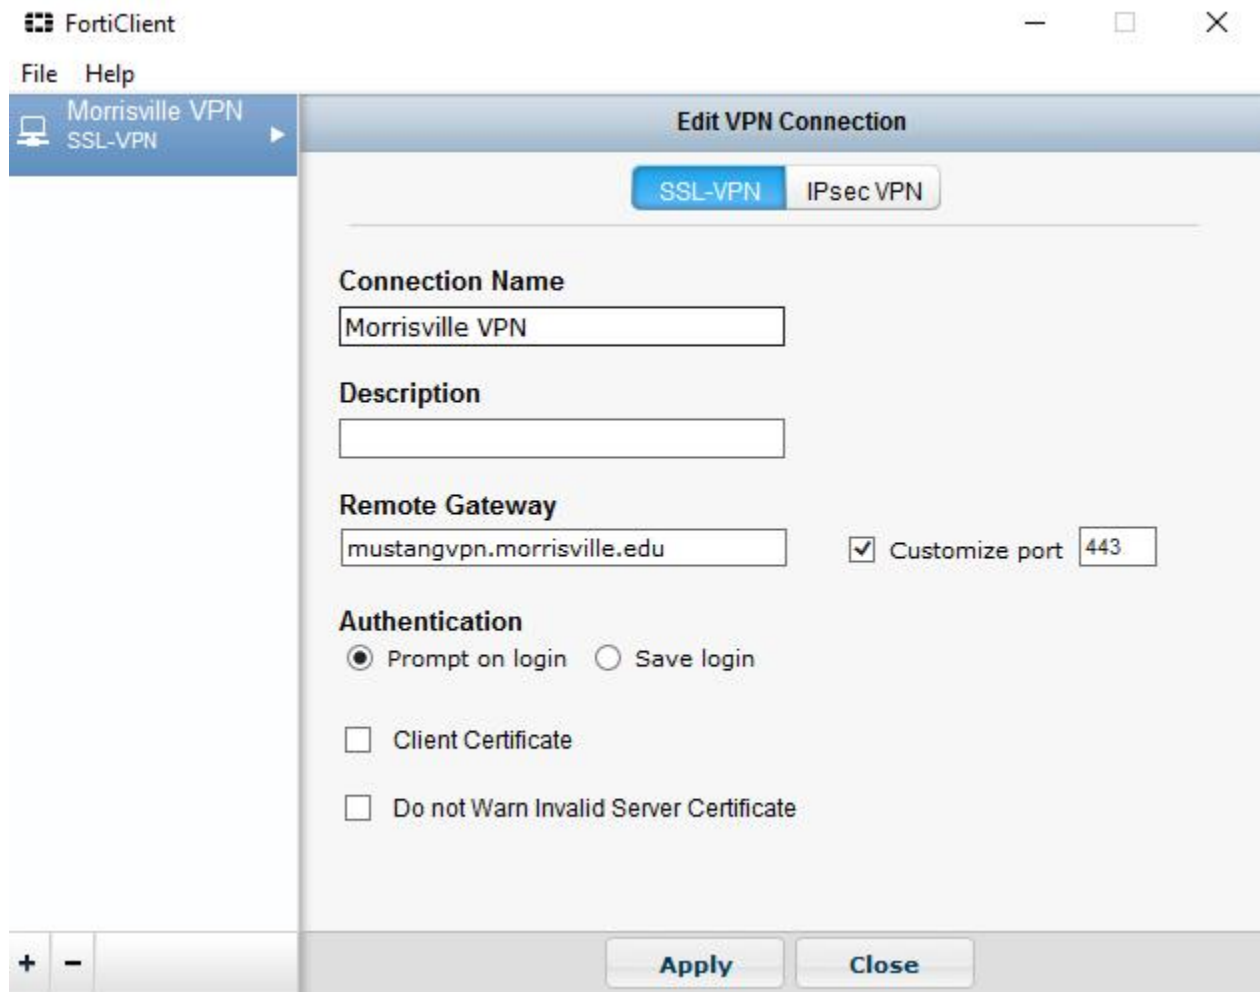 FortiClient
File Help
Morrisville VPN
SSL-VPN
Edit VPN Connection
SSL-VPN IPsec VPN
Connection Name
Morrisville VPN
Description
Remote Gateway
mustangvpn.morrisville.edu Customize port 443
Authentication
Prompt on login Save login
Client Certificate
Do not Warn Invalid Server Certificate
+ −
Apply Close